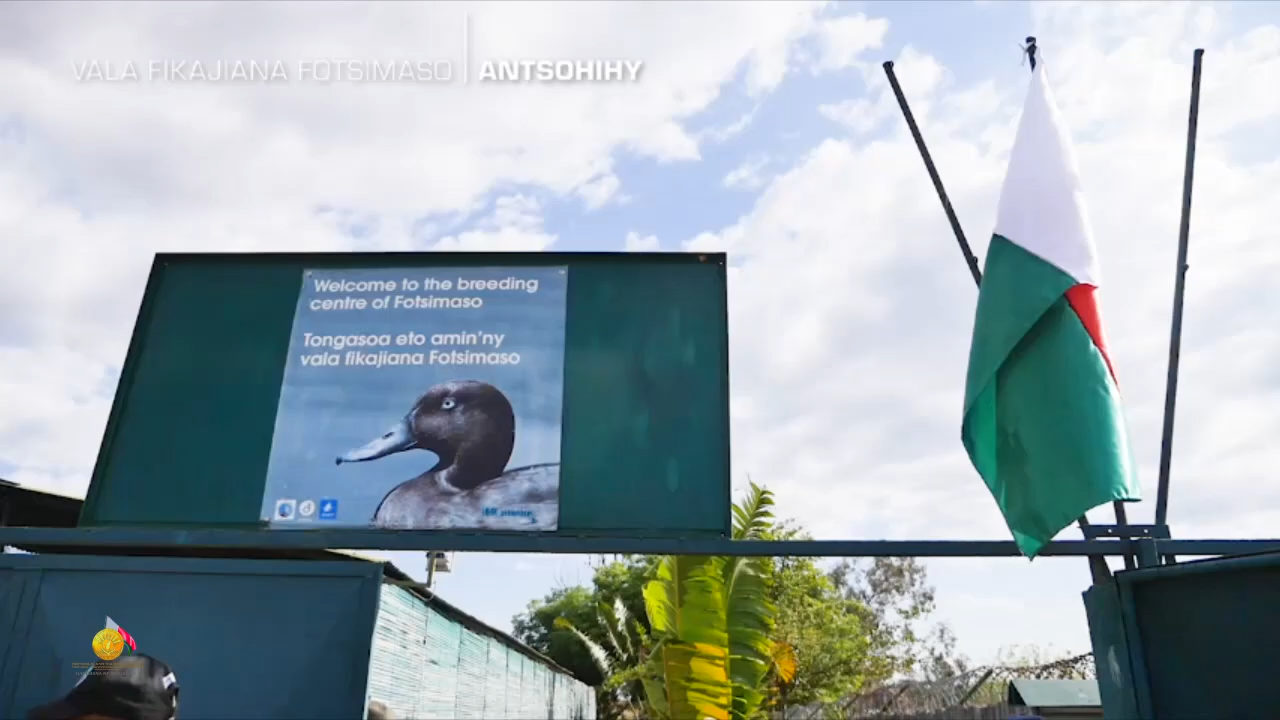 VALA FIKAJIANA FOTSIMASO | ANTSOHIHY
Welcome to the breeding
centre of Fotsimaso
Tongasoa eto amin'ny
vala fikajiana Fotsimaso